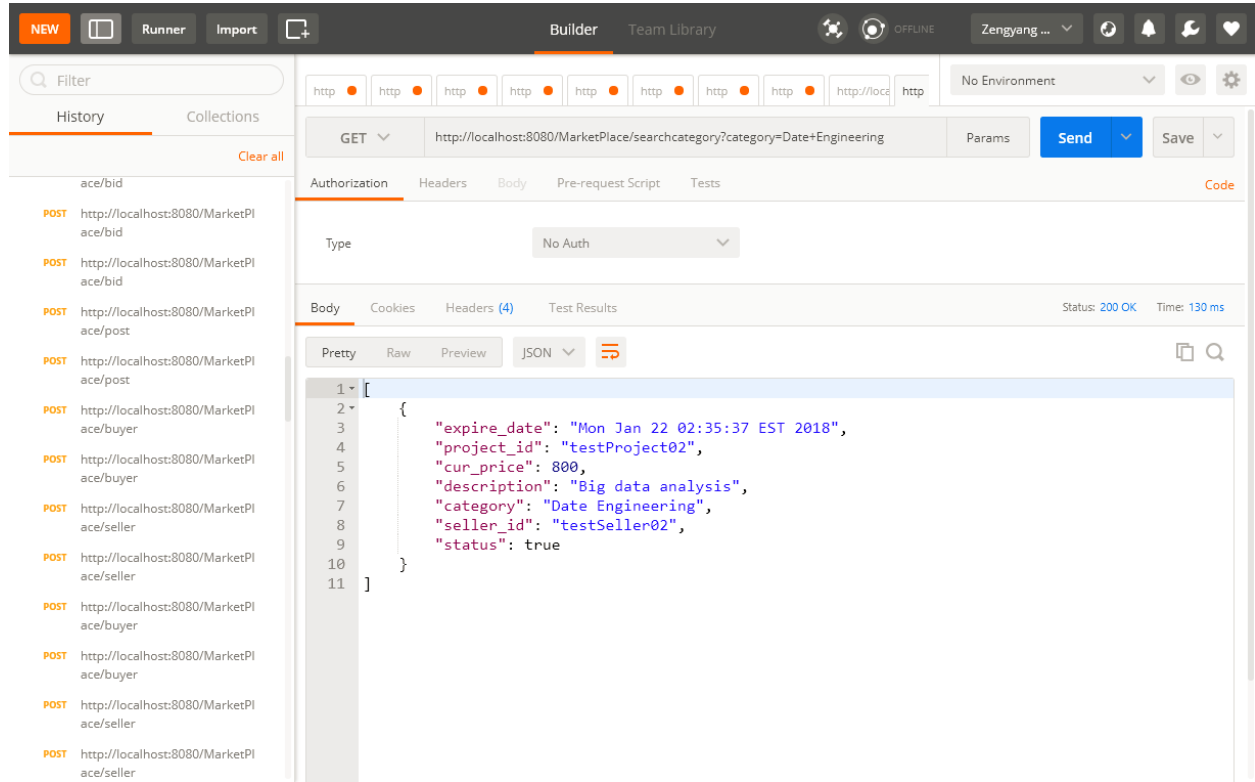 NEW Runner Import Builder Team Library OFFLINE Zengyang ...
Filter
History Collections
Clear all
ace/bid
POST http://localhost:8080/MarketPl
ace/bid
POST http://localhost:8080/MarketPl
ace/bid
POST http://localhost:8080/MarketPl
ace/post
POST http://localhost:8080/MarketPl
ace/post
POST http://localhost:8080/MarketPl
ace/buyer
POST http://localhost:8080/MarketPl
ace/buyer
POST http://localhost:8080/MarketPl
ace/seller
POST http://localhost:8080/MarketPl
ace/seller
POST http://localhost:8080/MarketPl
ace/buyer
POST http://localhost:8080/MarketPl
ace/buyer
POST http://localhost:8080/MarketPl
ace/seller
POST http://localhost:8080/MarketPl
ace/seller
http http http http http http http http http://loca http No Environment
GET http://localhost:8080/MarketPlace/searchcategory?category=Date+Engineering Params Send Save
Authorization Headers Body Pre-request Script Tests Code
Type No Auth
Body Cookies Headers (4) Test Results Status: 200 OK Time: 130 ms
Pretty Raw Preview JSON
1 [
2 {
3 "expire_date": "Mon Jan 22 02:35:37 EST 2018",
4 "project_id": "testProject02",
5 "cur_price": 800,
6 "description": "Big data analysis",
7 "category": "Date Engineering",
8 "seller_id": "testSeller02",
9 "status": true
10 }
11 ]